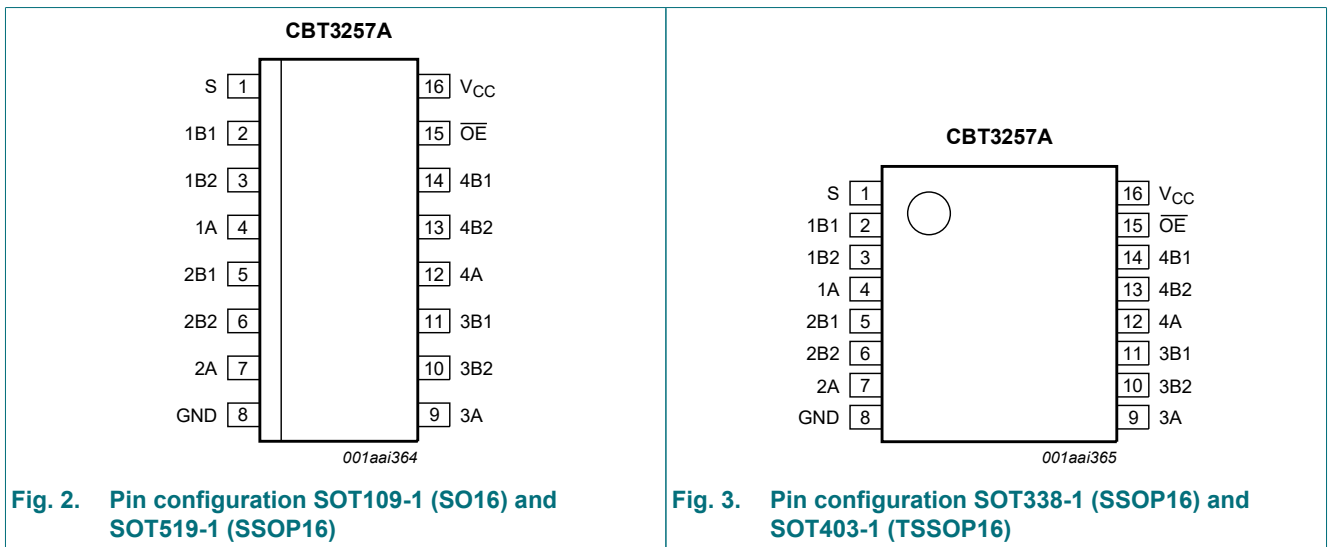 CBT3257A
S 1 16 VCC
1B1 2 15 OE
1B2 3 14 4B1
1A 4 13 4B2
2B1 5 12 4A
2B2 6 11 3B1
2A 7 10 3B2
GND 8 9 3A
001aai364
Fig. 2. Pin configuration SOT109-1 (SO16) and
SOT519-1 (SSOP16)
CBT3257A
S 1 16 VCC
1B1 2 15 OE
1B2 3 14 4B1
1A 4 13 4B2
2B1 5 12 4A
2B2 6 11 3B1
2A 7 10 3B2
GND 8 9 3A
001aai365
Fig. 3. Pin configuration SOT338-1 (SSOP16) and
SOT403-1 (TSSOP16)